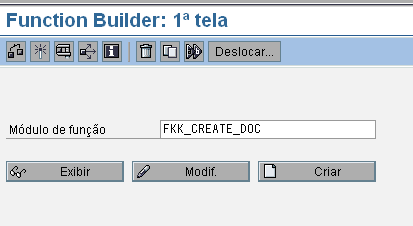 Function Builder: 1ª tela
Deslocar...
Módulo de função FKK_CREATE_DOC
Exibir Modif. Criar